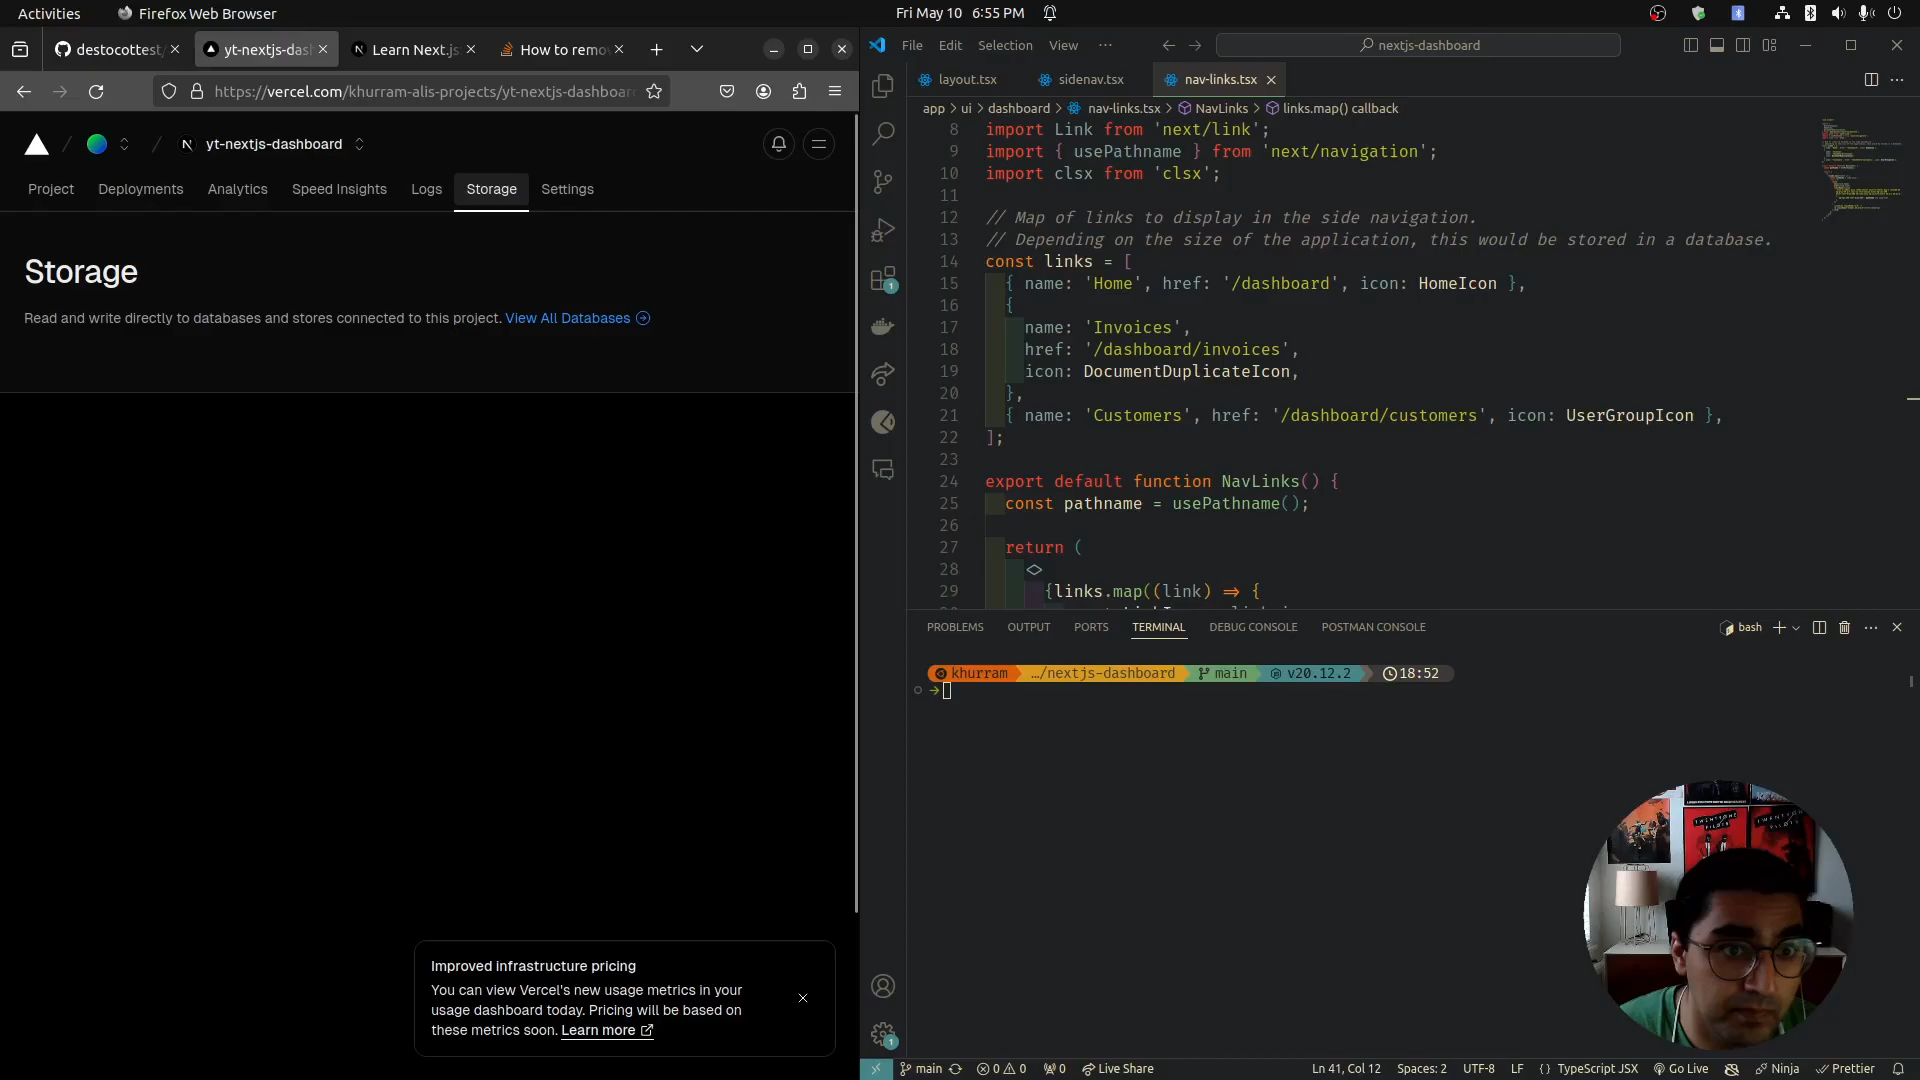 Activities
Firefox Web Browser
Fri May 10 6:55 PM
destocottest
yt-nextjs-das
Learn Next.js
How to remo
https://vercel.com/khurram-alis-projects/yt-nextjs-dashboar
N yt-nextjs-dashboard
Project Deployments Analytics Speed Insights Logs Storage Settings
Storage
Read and write directly to databases and stores connected to this project. View All Databases
Improved infrastructure pricing
You can view Vercel's new usage metrics in your
usage dashboard today. Pricing will be based on
these metrics soon. Learn more
File Edit Selection View ···
nextjs-dashboard
layout.tsx sidenav.tsx nav-links.tsx
app > ui > dashboard > nav-links.tsx > NavLinks > links.map() callback
8 import Link from 'next/link';
9 import { usePathname } from 'next/navigation';
10 import clsx from 'clsx';
11
12 // Map of links to display in the side navigation.
13 // Depending on the size of the application, this would be stored in a database.
14 const links = [
15 { name: 'Home', href: '/dashboard', icon: HomeIcon },
16 {
17 name: 'Invoices',
18 href: '/dashboard/invoices',
19 icon: DocumentDuplicateIcon,
20 },
21 { name: 'Customers', href: '/dashboard/customers', icon: UserGroupIcon },
22 ];
23
24 export default function NavLinks() {
25 const pathname = usePathname();
26
27 return (
28 <>
29 {links.map((link) => {
PROBLEMS OUTPUT PORTS TERMINAL DEBUG CONSOLE POSTMAN CONSOLE
bash
khurram …/nextjs-dashboard main v20.12.2 18:52
1
1
TWENTY ONE
PILOTS
main 0 0 0 Live Share
Ln 41, Col 12 Spaces: 2 UTF-8 LF {} TypeScript JSX Go Live Ninja Prettier